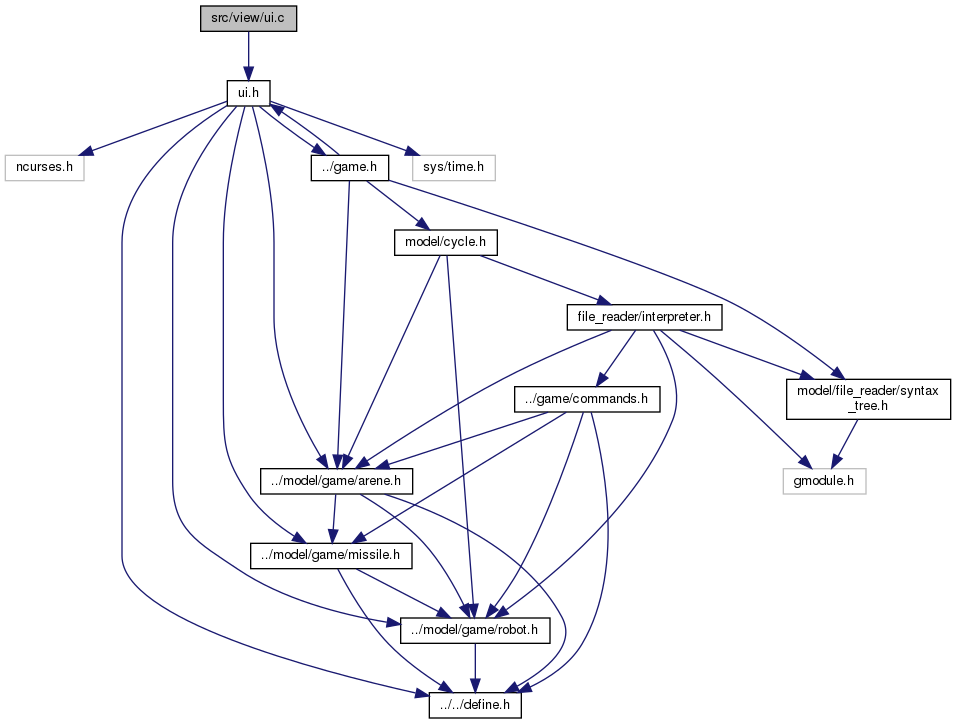 src/view/ui.c
ui.h
ncurses.h
../game.h
sys/time.h
model/cycle.h
file_reader/interpreter.h
../game/commands.h
model/file_reader/syntax
_tree.h
../model/game/arene.h
gmodule.h
../model/game/missile.h
../model/game/robot.h
../../define.h